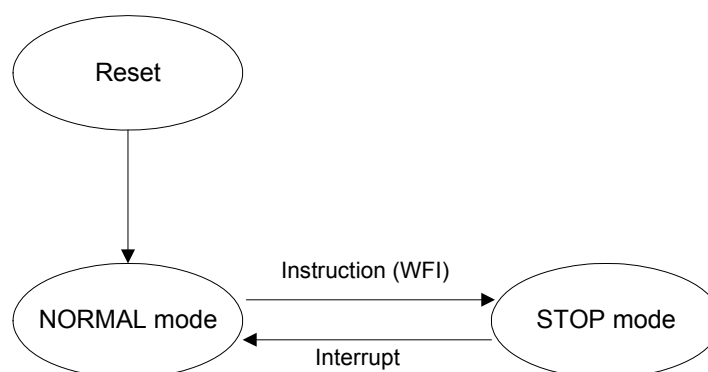 Reset
Instruction (WFI)
NORMAL mode
STOP mode
Interrupt